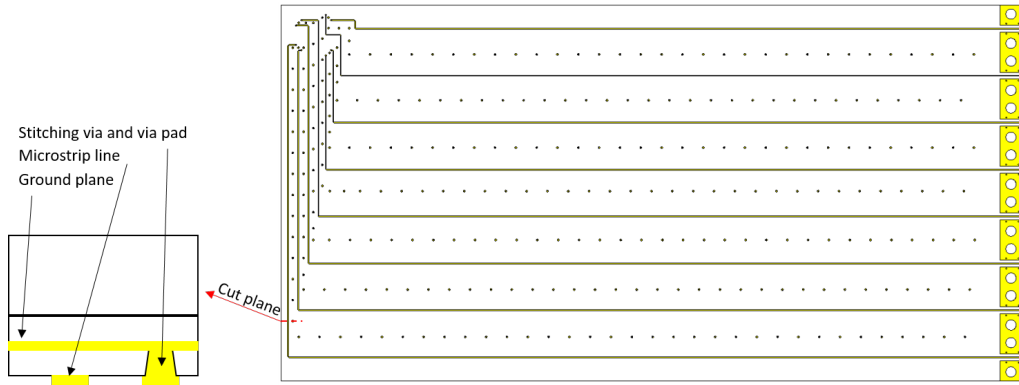 Stitching via and via pad
Microstrip line
Ground plane
Cut plane